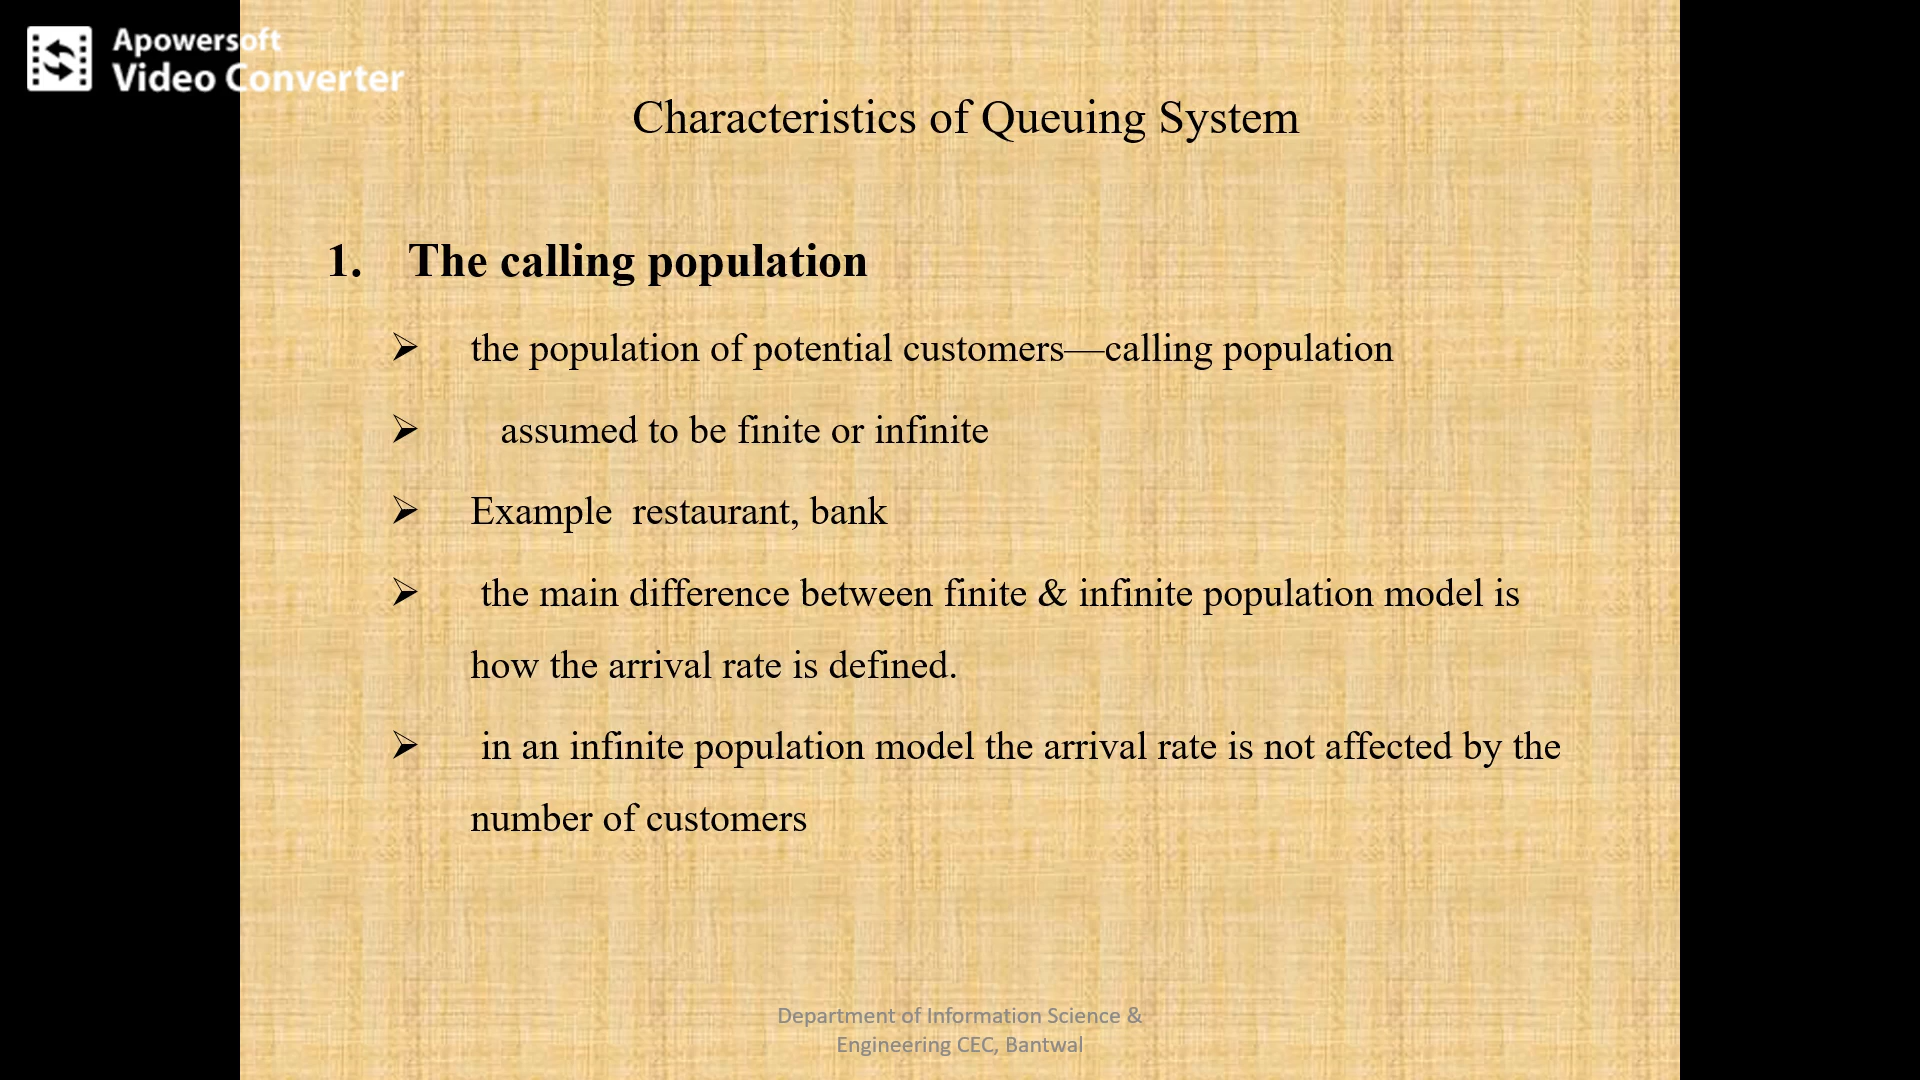 Apowersoft
Video Converter
Characteristics of Queuing System
1. The calling population
➢ the population of potential customers—calling population
➢ assumed to be finite or infinite
➢ Example restaurant, bank
➢ the main difference between finite & infinite population model is
how the arrival rate is defined.
➢ in an infinite population model the arrival rate is not affected by the
number of customers
Department of Information Science &
Engineering CEC, Bantwal